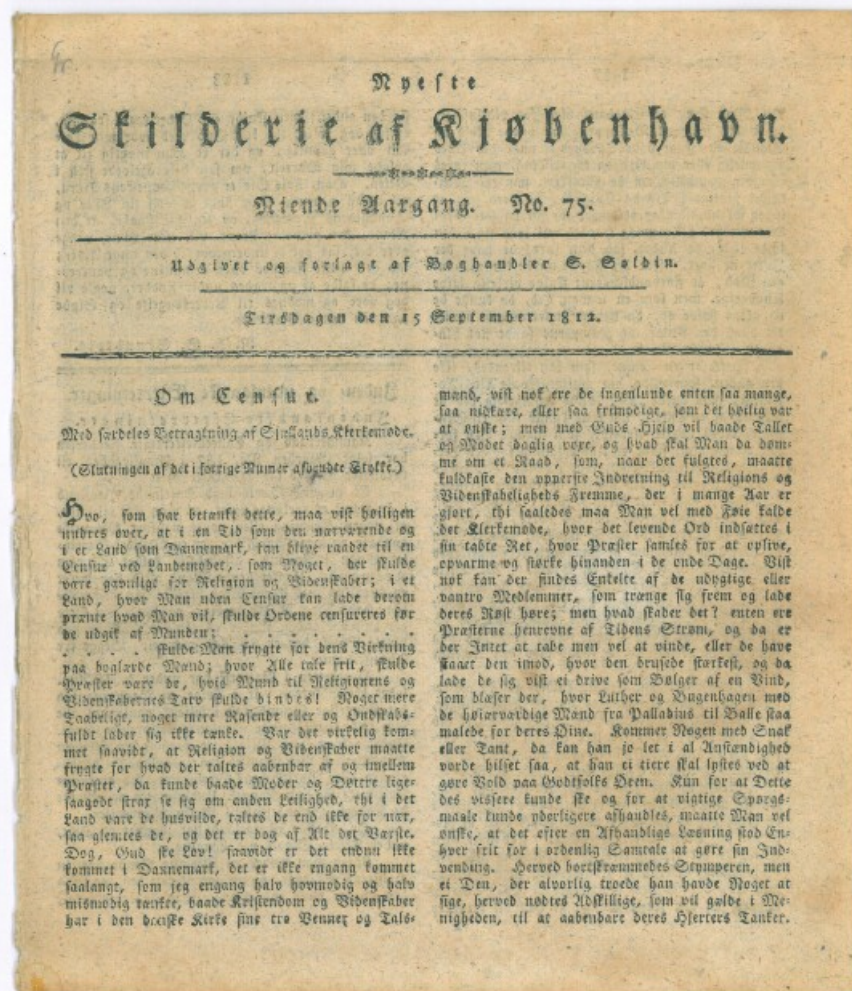 Nyeste
Skilderie af Kjøbenhavn.
Niende Aargang. No. 75.
Udgivet og forlagt af Boghandler S. Soldin.
Tirsdagen den 15 September 1812.
Om Censur.
Med særdeles Betragtning af Sjællands Klerkemøde.
(Slutningen af det i forrige Numer afbrudte Stykke.)
Hvo, som har betænkt dette, maa vist høiligen
undres over, at i en Tid som den nærværende og
i et Land som Dannemark, kan blive raadet til en
Censur ved Landemodet, som Noget, der skulde
være gavnlige for Religion og Videnskaber; i et
Land, hvor Man uden Censur kan lade derom
prænte hvad Man vil, skulde Ordene censureres før
de udgik af Munden; . . . . . . .
. . . . skulde Man frygte for dens Virkning
paa boglærde Mænd; hvor Alle tale frit, skulde
Præster være de, hvis Mund til Religionens og
Videnskabernes Tarv skulde bindes! Noget mere
Taabeligt, noget mere Rasende eller og Ondskabs-
fuldt lader sig ikke tænke. Var det virkelig kom-
met saavidt, at Religion og Videnskaber maatte
frygte for hvad der taltes aabenbar af og imellem
Præster, da kunde baade Moder og Døttre lige-
saagodt strax se sig om anden Leilighed, thi i det
Land vare de husvilde, taltes de end ikke for nær,
saa glemtes de, og det er dog af Alt det Værste.
Dog, Gud ske Lov! saavidt er det endnu ikke
kommet i Dannemark, det er ikke engang kommet
saalangt, som jeg engang halv hovmodig og halv
mismodig tænkte, baade Kristendom og Videnskaber
har i den danske Kirke sine tro Venner og Tals-
mænd, vist nok ere de ingenlunde enten saa mange,
saa nidkære, eller saa frimodige, som det høilig var
at ønske; men med Guds Hjelp vil baade Tallet
og Modet daglig voxe, og hvad skal Man da døm-
me om et Raad, som, naar det fulgtes, maatte
kuldkaste den ypperste Indretning til Religions og
Videnskabeligheds Fremme, der i mange Aar er
gjort, thi saaledes maa Man vel med Føie kalde
det Klerkemøde, hvor det levende Ord indsættes i
sin tabte Ret, hvor Præster samles for at oplive,
opvarme og styrke hinanden i de onde Dage. Vist
nok kan der findes Enkelte af de udygtige eller
vantro Medlemmer, som trænge sig frem og lade
deres Røst høre; men hvad skader det? enten ere
Præsterne henrevne af Tidens Strøm, og da er
der Intet at tabe men vel at vinde, eller de have
staaet den imod, hvor den brusede stærkest, og da
lade de sig vist ei drive som Bølger af en Vind,
som blæser der, hvor Luther og Bugenhagen med
de høiærværdige Mænd fra Palladius til Balle staa
malede for deres Øine. Kommer Nogen med Snak
eller Tant, da kan han jo let i al Anstændighed
vorde hilset saa, at han ei tiere skal lystes ved at
gøre Vold paa Godtfolks Øren. Kun for at Dette
des vissere kunde ske og for at vigtige Spørgs-
maale kunde yderligere afhandles, maatte Man vel
ønske, at det efter en Afhandligs Læsning stod En-
hver frit for i ordenlig Samtale at gøre sin Ind-
vending. Herved bortskræmmedes Stymperen, men
ei Den, der alvorlig troede han havde Noget at
sige, herved nødtes Adskillige, som vil gælde i Me-
nigheden, til at aabenbare deres Hjerters Tanker.